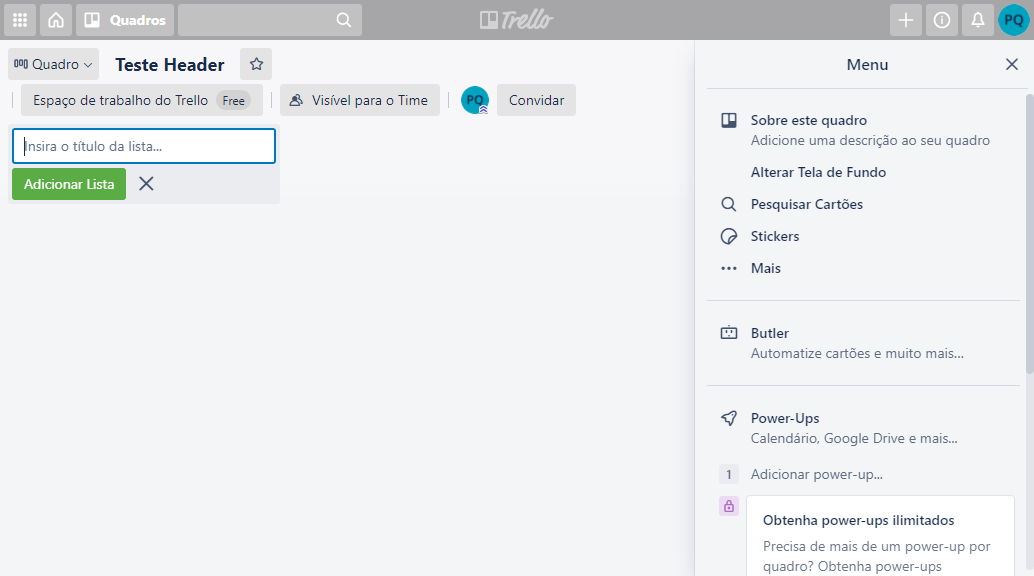 Quadros
Trello
PQ
Quadro
Teste Header
Espaço de trabalho do Trello Free
Visível para o Time
PQ
Convidar
Insira o título da lista...
Adicionar Lista
Menu
Sobre este quadro
Adicione uma descrição ao seu quadro
Alterar Tela de Fundo
Pesquisar Cartões
Stickers
Mais
Butler
Automatize cartões e muito mais...
Power-Ups
Calendário, Google Drive e mais...
1 Adicionar power-up...
Obtenha power-ups ilimitados
Precisa de mais de um power-up por
quadro? Obtenha power-ups